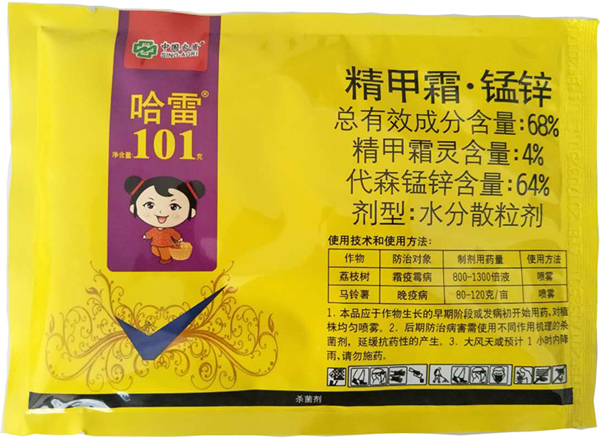 中国农资®
SINO-AGRI
哈雷®
净含量:101克
精甲霜·锰锌
总有效成分含量:68%
精甲霜灵含量:4%
代森锰锌含量:64%
剂型:水分散粒剂
使用技术和使用方法:
作物 防治对象 制剂用药量 使用方法
荔枝树 霜疫霉病 800-1300倍液 喷雾
马铃薯 晚疫病 80-120克/亩 喷雾
1. 本品应于作物生长的早期阶段或发病初开始用药,对植
株均匀喷雾。2. 后期防治病害需使用不同作用机理的杀
菌剂, 延缓抗药性的产生。3. 大风天或预计 1 小时内降
雨,请勿施药。
杀菌剂